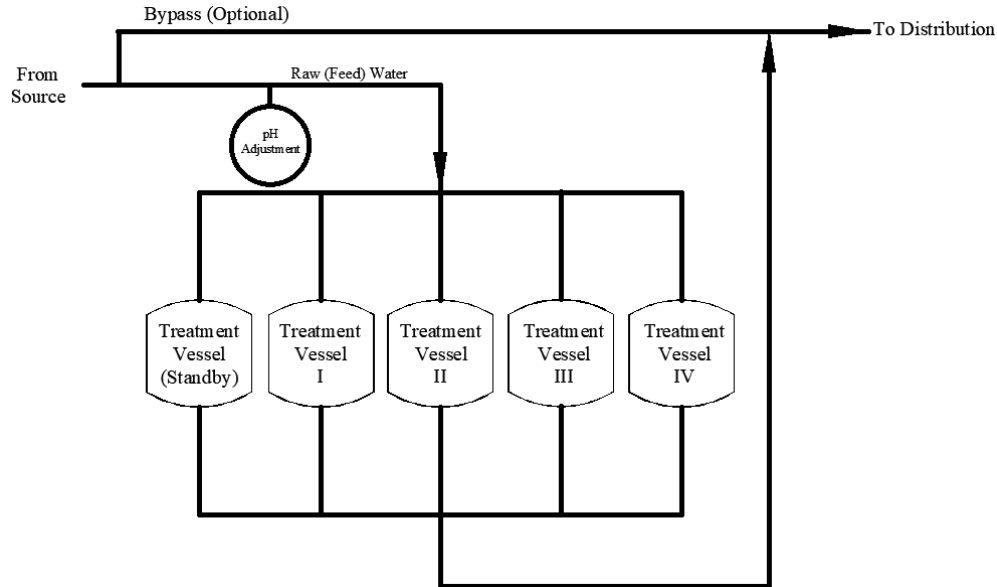 Bypass (Optional)
To Distribution
From
Source
Raw (Feed) Water
pH
Adjustment
Treatment
Vessel
(Standby)
Treatment
Vessel
I
Treatment
Vessel
II
Treatment
Vessel
III
Treatment
Vessel
IV